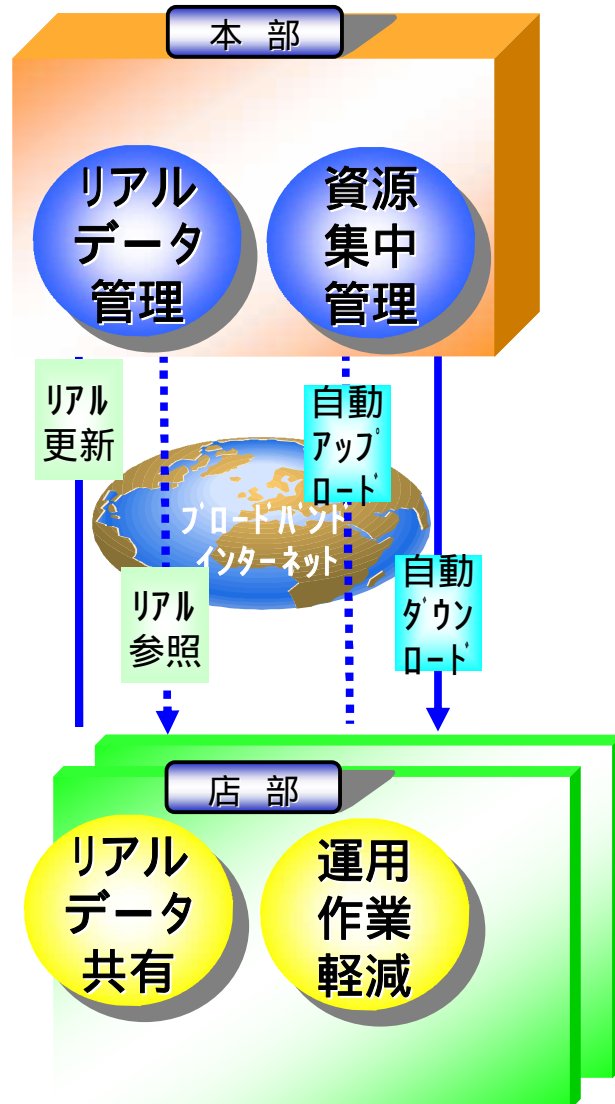 本 部
リアル
データ
管理
資源
集中
管理
ﾘｱﾙ
更新
自動
ｱｯﾌﾟ
ﾛｰﾄﾞ
ﾌﾞﾛｰﾄﾞﾊﾞﾝﾄﾞ
ｲﾝﾀｰﾈｯﾄ
ﾘｱﾙ
参照
自動
ﾀﾞｳﾝ
ﾛｰﾄﾞ
店 部
リアル
データ
共有
運用
作業
軽減